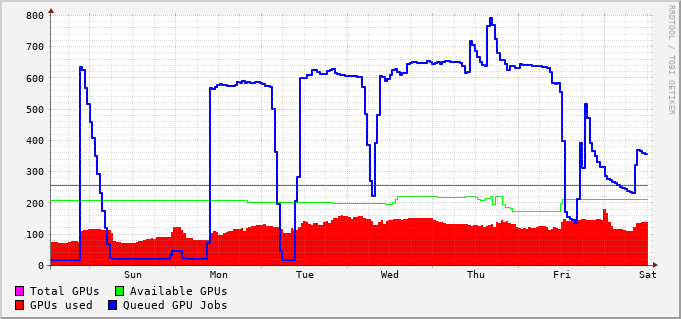 800
700
600
500
400
300
200
100
0
Sun Mon Tue Wed Thu Fri Sat
Total GPUs Available GPUs
GPUs used Queued GPU Jobs
RRDTOOL / TOBI OETIKER